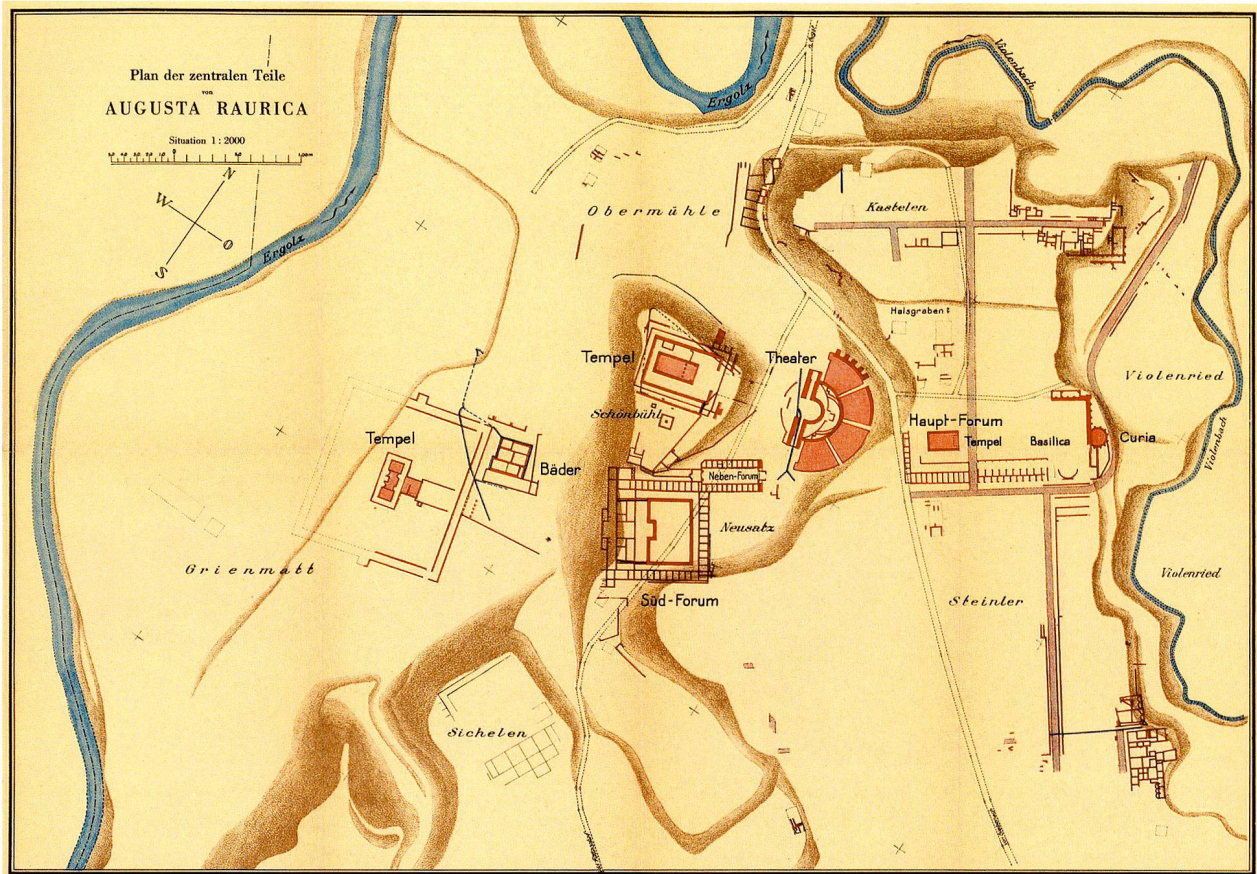 Plan der zentralen Teile
von
AUGUSTA RAURICA
Situation 1 : 2000
N
W
O
S
Ergolz
Ergolz
Violenbach
Obermühle
Kastelen
Halsgraben?
Violenried
Tempel
Theater
Schönbühl
Haupt-Forum
Tempel
Basilica
Curia
Violenbach
Tempel
Bäder
Neben-Forum
Neusatz
Grienmatt
Süd-Forum
Steinler
Violenried
Sichelen